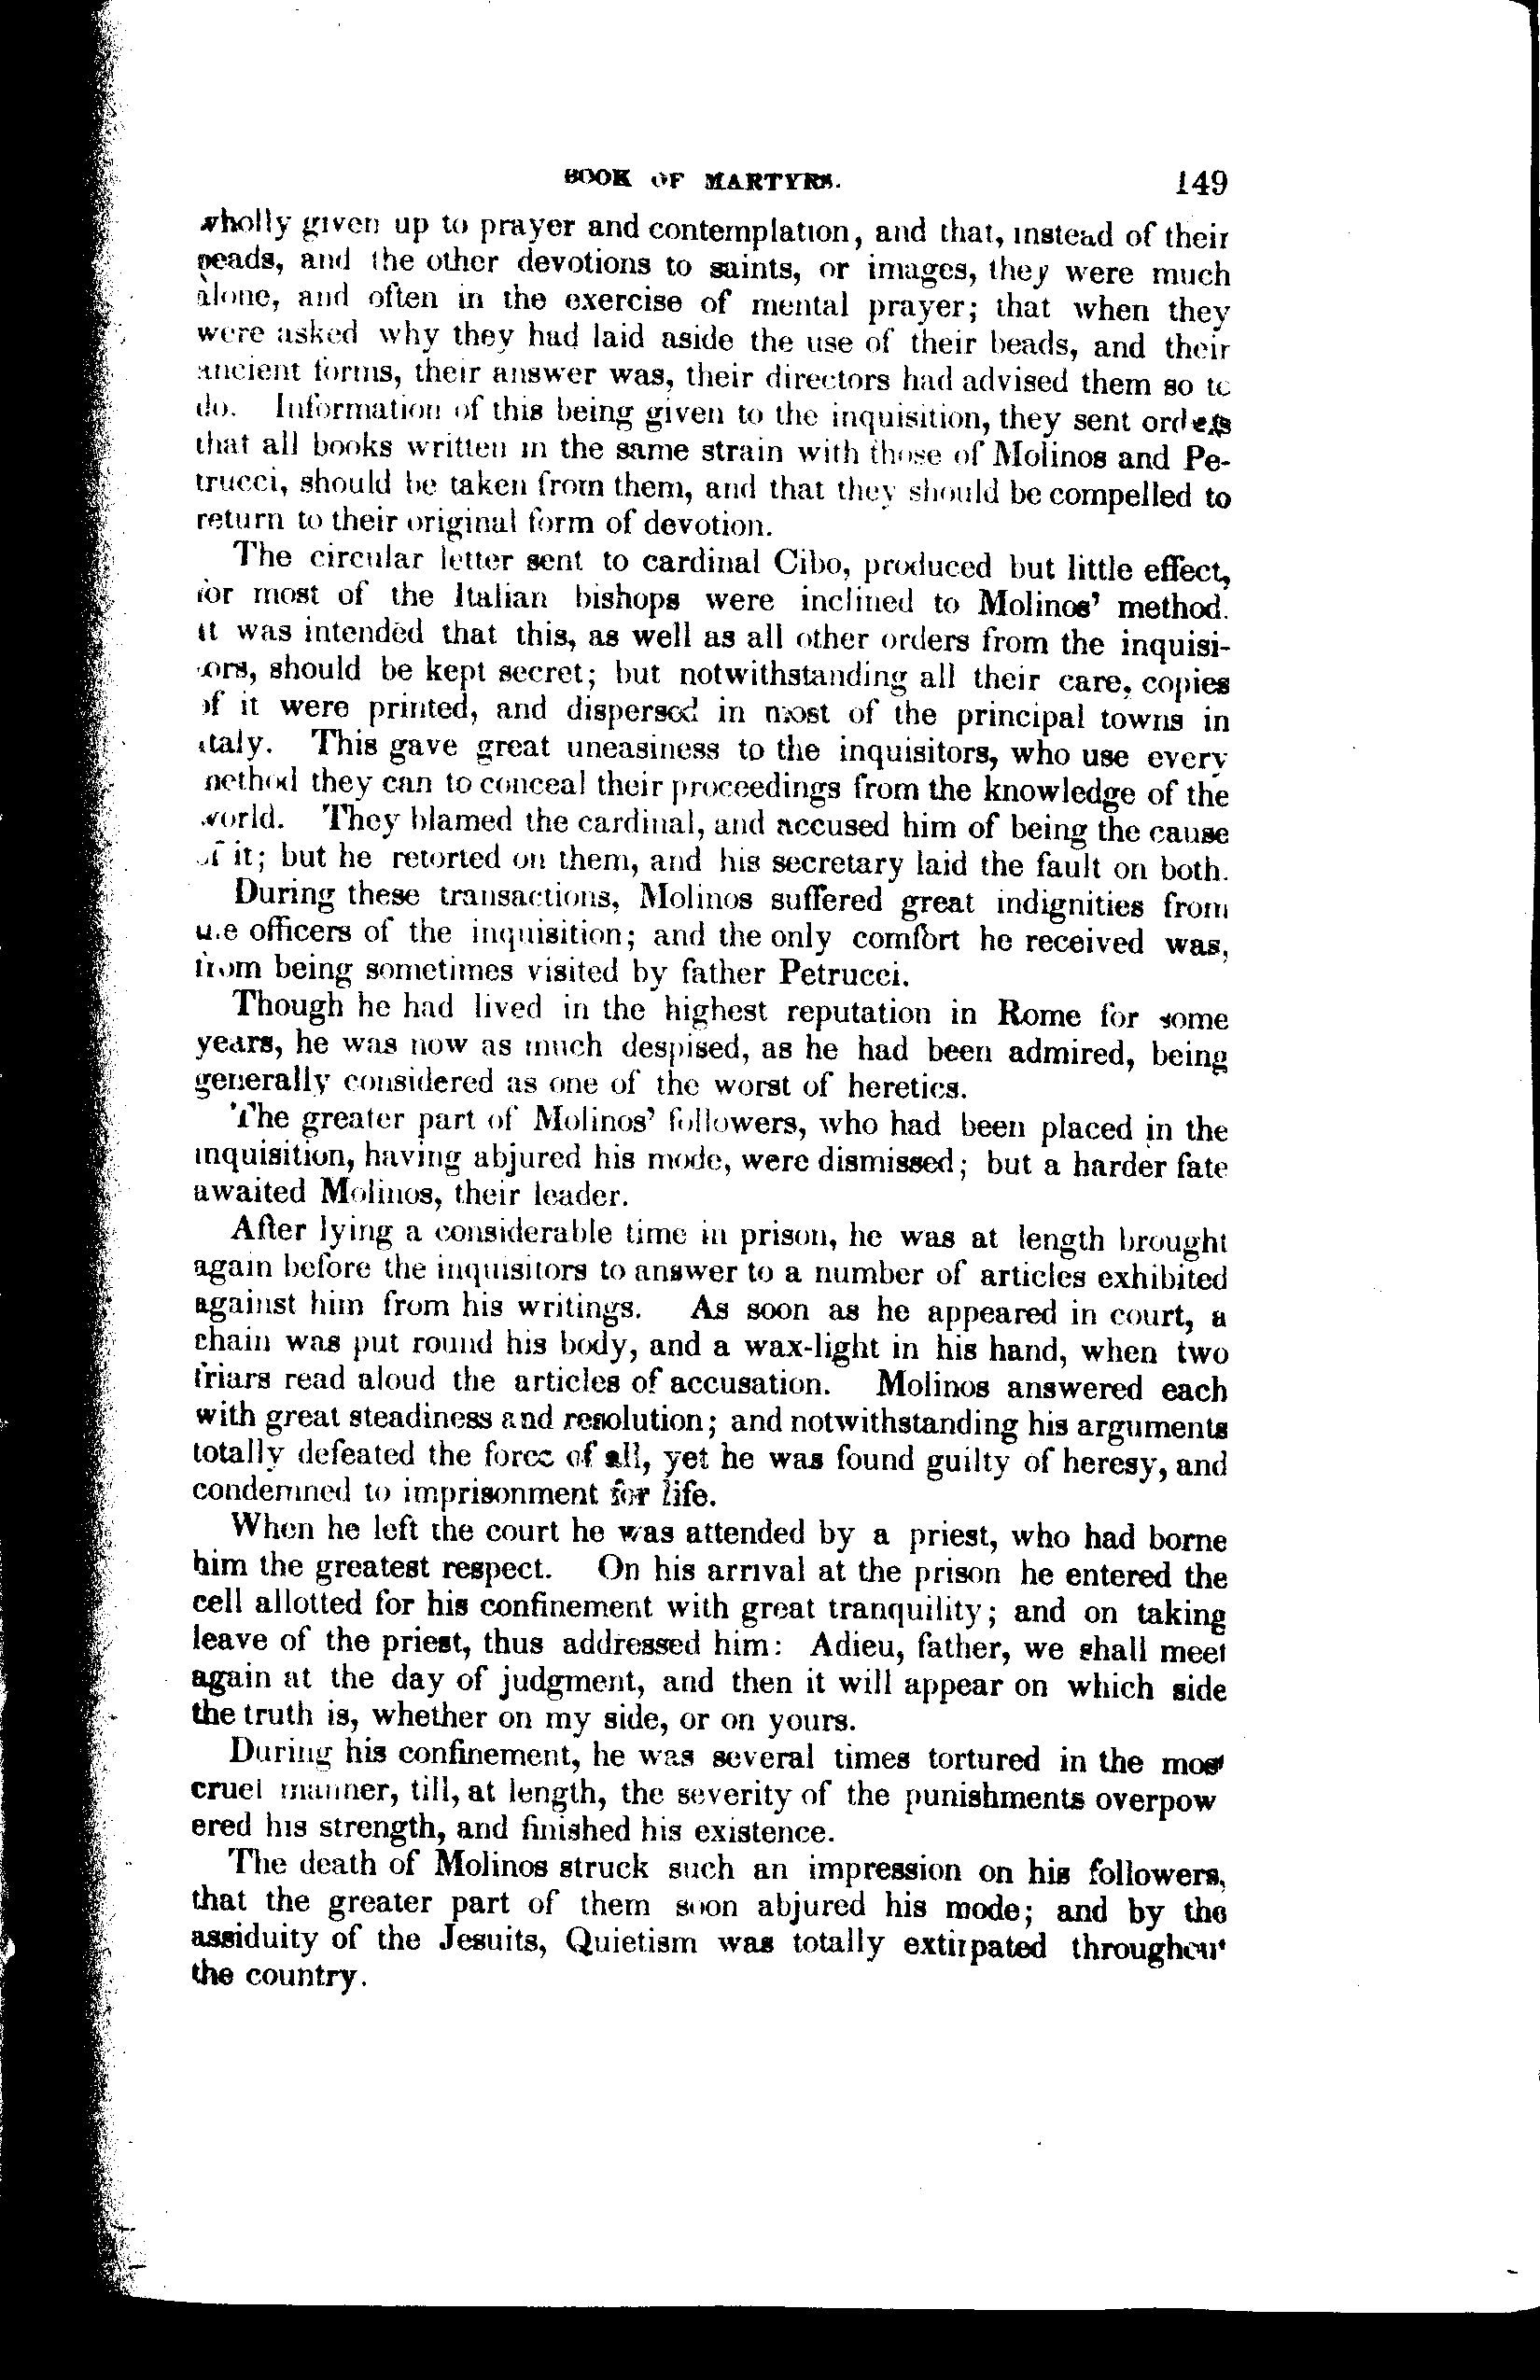 BOOK OF MARTYRS. 149
wholly given up to prayer and contemplation, and that, instead of their
beads, and the other devotions to saints, or images, they were much
alone, and often in the exercise of mental prayer; that when they
were asked why they had laid aside the use of their beads, and their
ancient forms, their answer was, their directors had advised them so to
do. Information of this being given to the inquisition, they sent orders
that all books written in the same strain with those of Molinos and Pe-
trucci, should be taken from them, and that they should be compelled to
return to their original form of devotion.
The circular letter sent to cardinal Cibo, produced but little effect,
for most of the Italian bishops were inclined to Molinos' method.
It was intended that this, as well as all other orders from the inquisi-
tors, should be kept secret; but notwithstanding all their care, copies
of it were printed, and dispersed in most of the principal towns in
Italy. This gave great uneasiness to the inquisitors, who use every
method they can to conceal their proceedings from the knowledge of the
world. They blamed the cardinal, and accused him of being the cause
of it; but he retorted on them, and his secretary laid the fault on both.
During these transactions, Molinos suffered great indignities from
the officers of the inquisition; and the only comfort he received was,
from being sometimes visited by father Petrucci.
Though he had lived in the highest reputation in Rome for some
years, he was now as much despised, as he had been admired, being
generally considered as one of the worst of heretics.
The greater part of Molinos' followers, who had been placed in the
inquisition, having abjured his mode, were dismissed; but a harder fate
awaited Molinos, their leader.
After lying a considerable time in prison, he was at length brought
again before the inquisitors to answer to a number of articles exhibited
against him from his writings. As soon as he appeared in court, a
chain was put round his body, and a wax-light in his hand, when two
friars read aloud the articles of accusation. Molinos answered each
with great steadiness and resolution; and notwithstanding his arguments
totally defeated the force of all, yet he was found guilty of heresy, and
condemned to imprisonment for life.
When he left the court he was attended by a priest, who had borne
him the greatest respect. On his arrival at the prison he entered the
cell allotted for his confinement with great tranquility; and on taking
leave of the priest, thus addressed him: Adieu, father, we shall meet
again at the day of judgment, and then it will appear on which side
the truth is, whether on my side, or on yours.
During his confinement, he was several times tortured in the most
cruel manner, till, at length, the severity of the punishments overpow
ered his strength, and finished his existence.
The death of Molinos struck such an impression on his followers,
that the greater part of them soon abjured his mode; and by the
assiduity of the Jesuits, Quietism was totally extirpated throughout
the country.